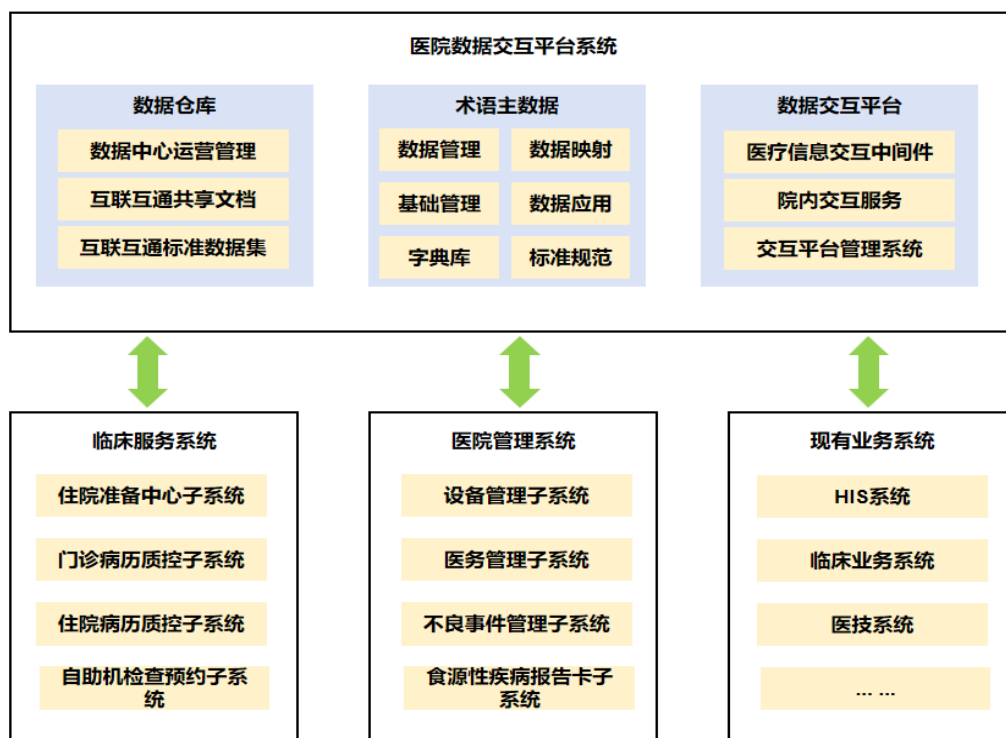 医院数据交互平台系统
数据仓库
数据中心运营管理
互联互通共享文档
互联互通标准数据集
术语主数据
数据管理 数据映射
基础管理 数据应用
字典库 标准规范
数据交互平台
医疗信息交互中间件
院内交互服务
交互平台管理系统
临床服务系统
住院准备中心子系统
门诊病历质控子系统
住院病历质控子系统
自助机检查预约子系
统
医院管理系统
设备管理子系统
医务管理子系统
不良事件管理子系统
食源性疾病报告卡子
系统
现有业务系统
HIS系统
临床业务系统
医技系统
... ...